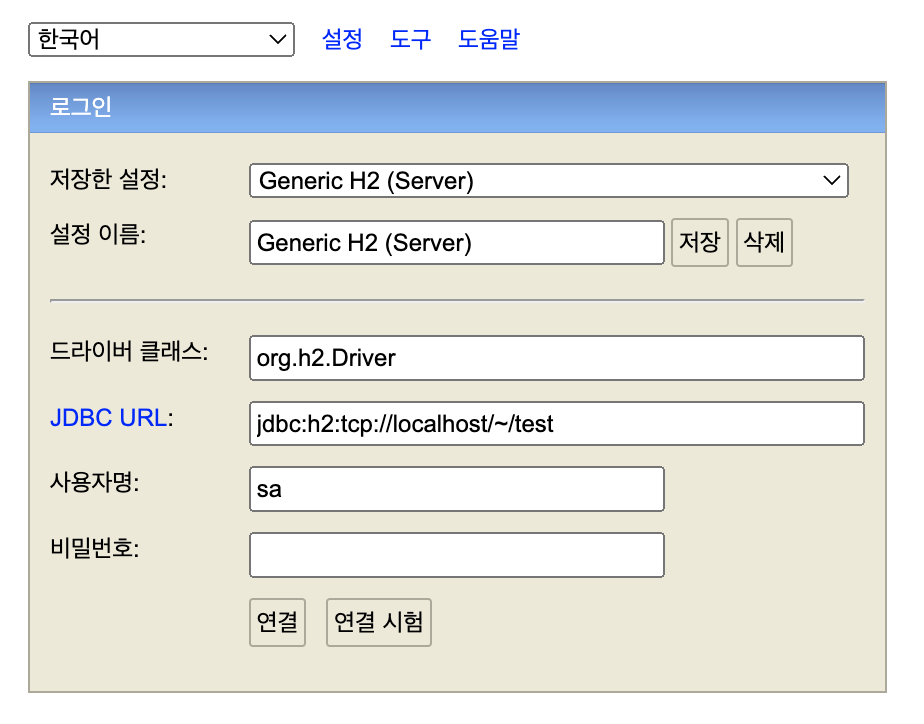 한국어 설정 도구 도움말
로그인
저장한 설정: Generic H2 (Server)
설정 이름: Generic H2 (Server) 저장 삭제
드라이버 클래스: org.h2.Driver
JDBC URL: jdbc:h2:tcp://localhost/~/test
사용자명: sa
비밀번호:
연결 연결 시험